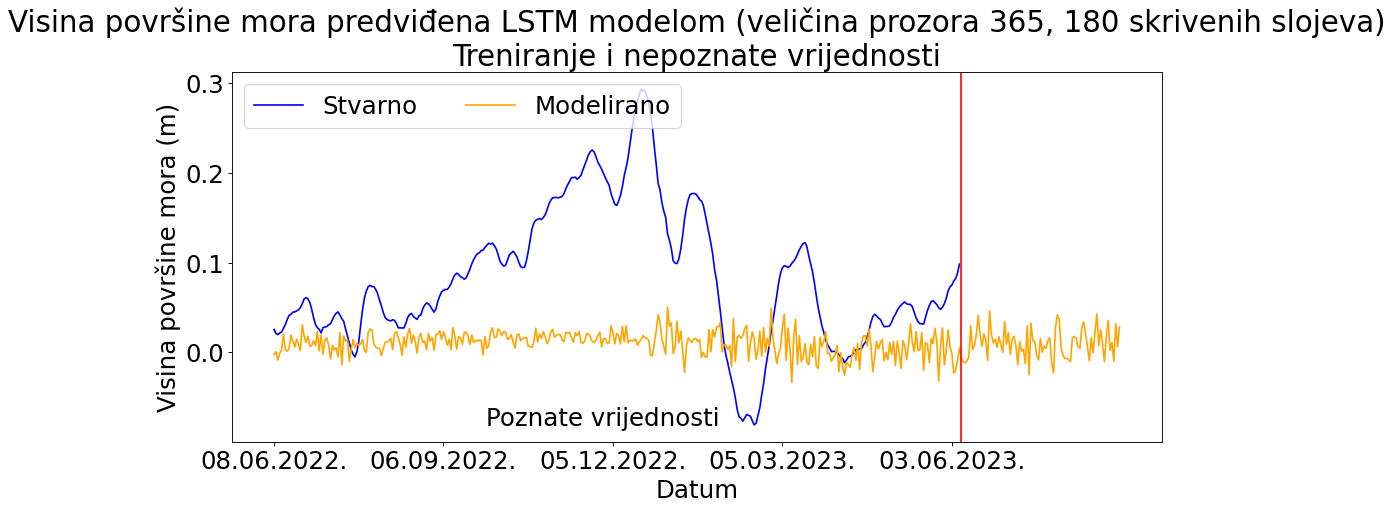 Visina površine mora predviđena LSTM modelom (veličina prozora 365, 180 skrivenih slojeva)
Treniranje i nepoznate vrijednosti
Stvarno Modelirano
Visina površine mora (m)
0.3
0.2
0.1
0.0
Poznate vrijednosti
08.06.2022. 06.09.2022. 05.12.2022. 05.03.2023. 03.06.2023.
Datum